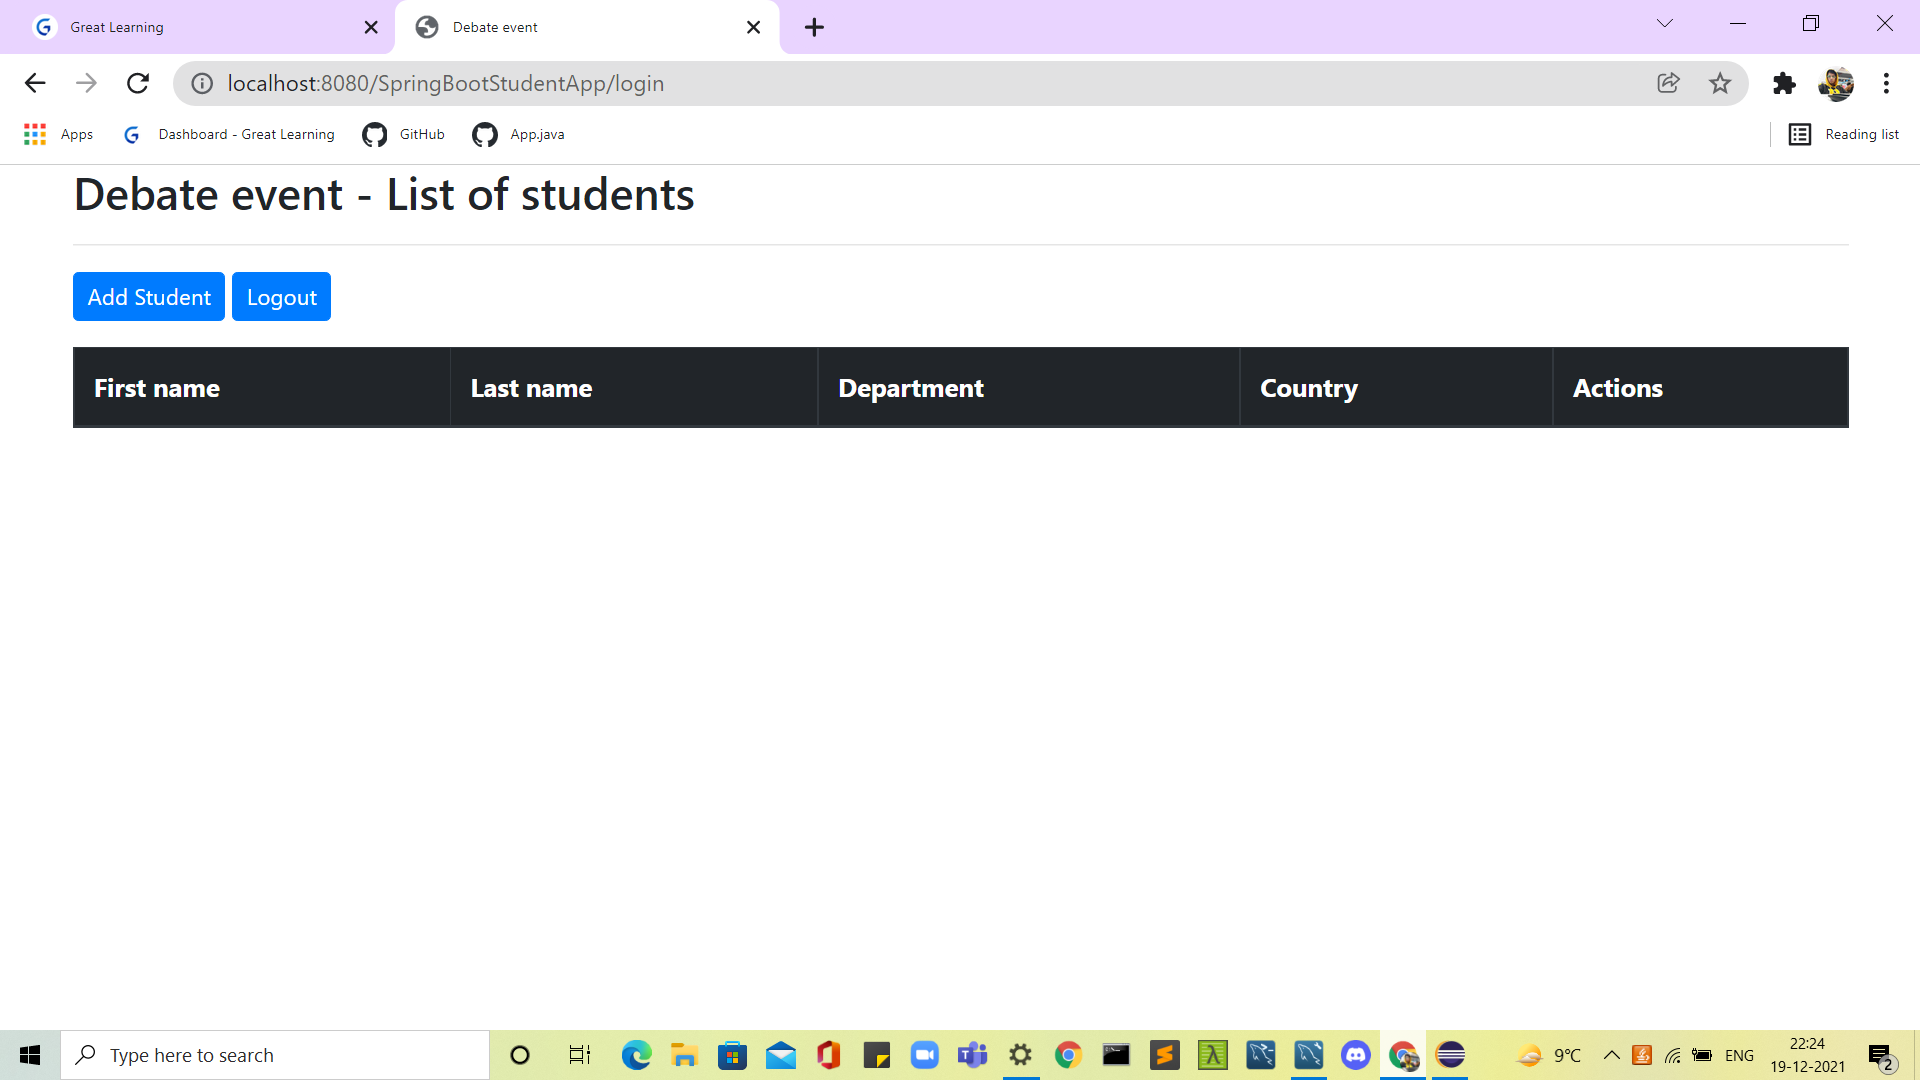 Great Learning
Debate event
localhost:8080/SpringBootStudentApp/login
Apps
Dashboard - Great Learning
GitHub
App.java
Reading list
Debate event - List of students
Add Student
Logout
First name
Last name
Department
Country
Actions
Type here to search
9°C
ENG
22:24
19-12-2021
2